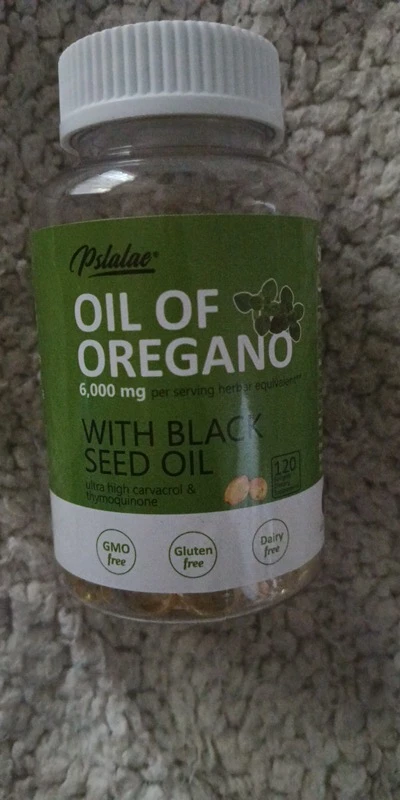 Pslalae®
OIL OF
OREGANO
6,000 mg per serving herbal equivalent**
WITH BLACK
SEED OIL
ultra high carvacrol &
thymoquinone
120
GMO
free
Gluten
free
Dairy
free